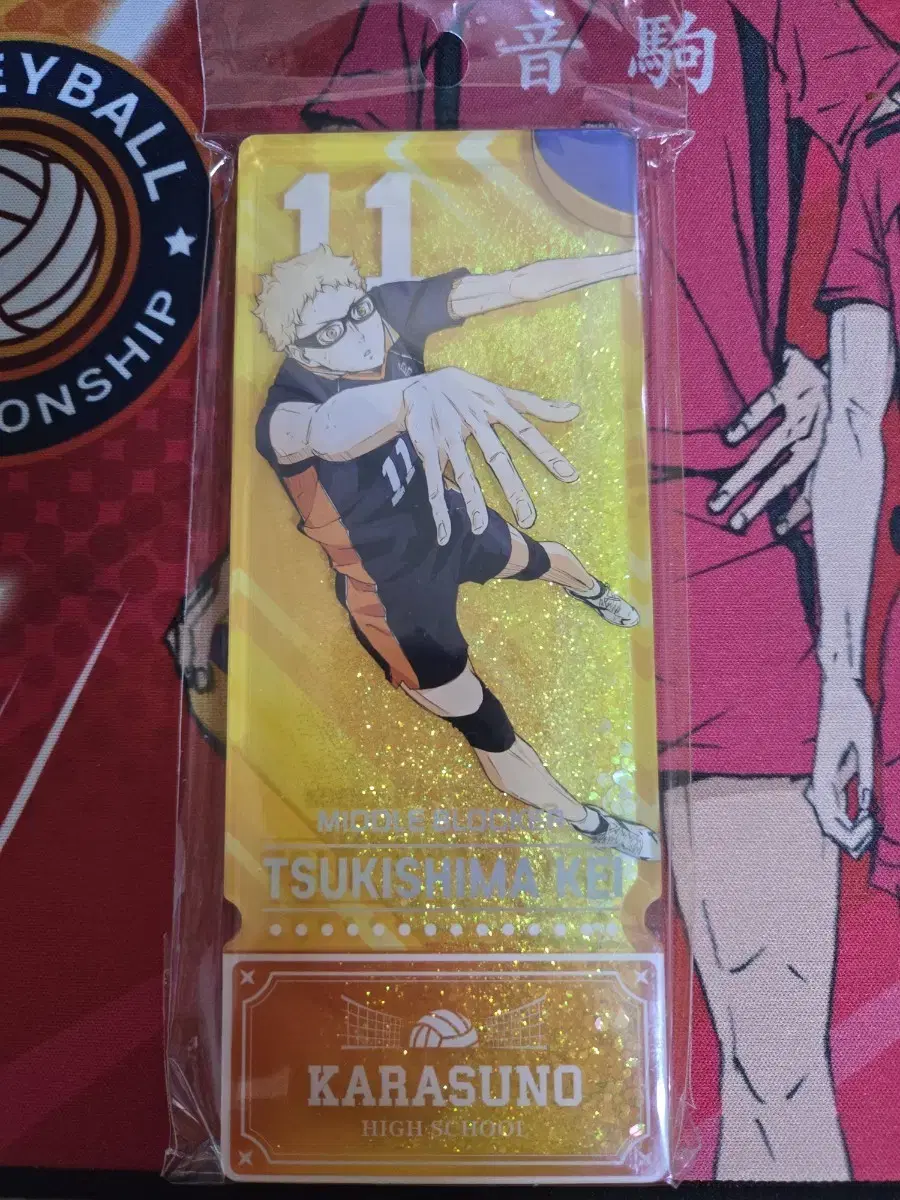 音駒
EYBALL
ONSHIP
11
11
MIDDLE BLOCKER
TSUKISHIMA KEI
KARASUNO
HIGH SCHOOL